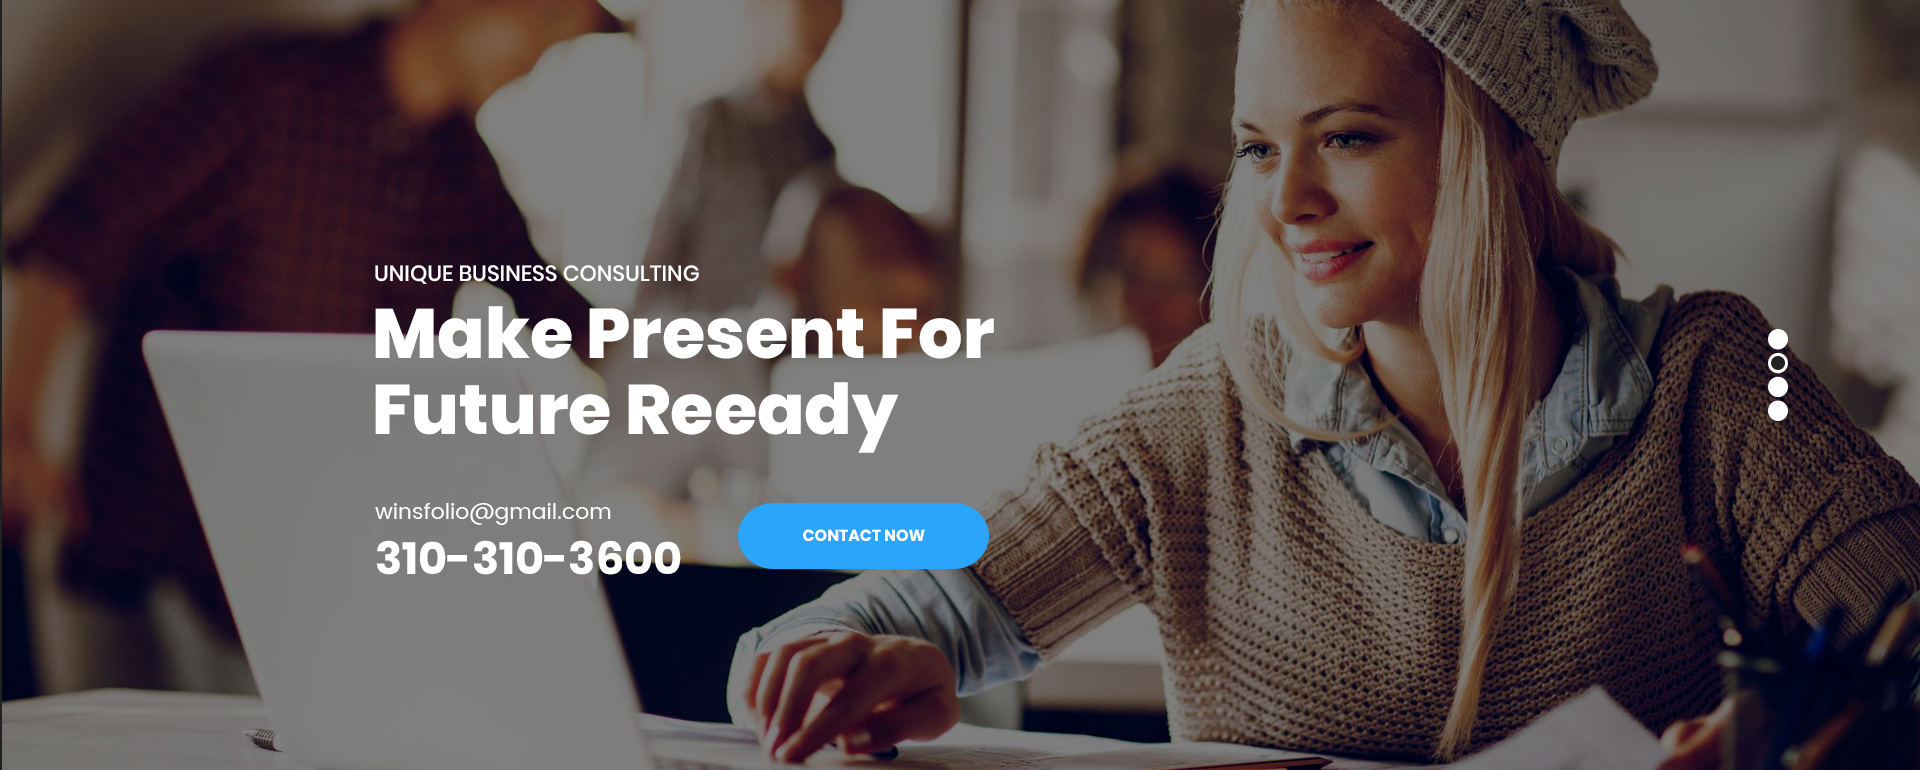 UNIQUE BUSINESS CONSULTING
Make Present For
Future Reeady
winsfolio@gmail.com
310-310-3600
CONTACT NOW